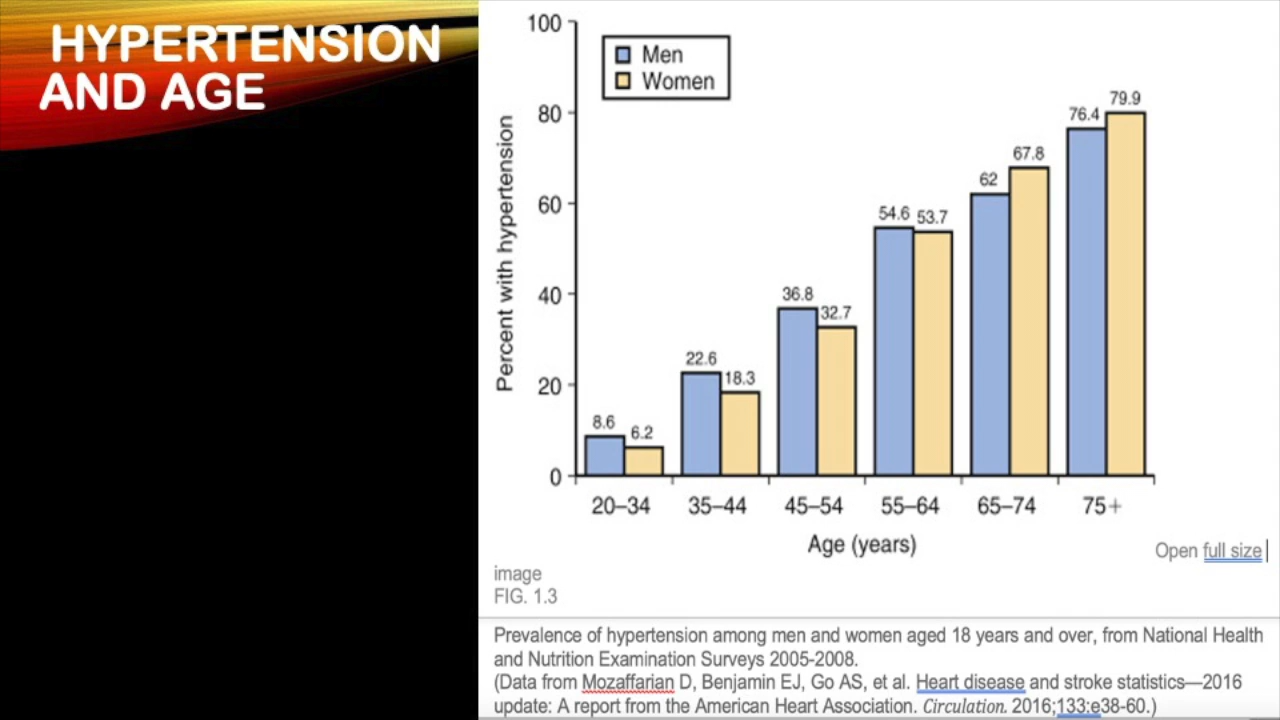 HYPERTENSION
AND AGE
100
80
60
40
20
0
Percent with hypertension
Men
Women
8.6
6.2
22.6
18.3
36.8
32.7
54.6
53.7
62
67.8
76.4
79.9
20–34
35–44
45–54
55–64
65–74
75+
Age (years)
Open full size
image
FIG. 1.3
Prevalence of hypertension among men and women aged 18 years and over, from National Health
and Nutrition Examination Surveys 2005-2008.
(Data from Mozaffarian D, Benjamin EJ, Go AS, et al. Heart disease and stroke statistics—2016
update: A report from the American Heart Association. Circulation. 2016;133:e38-60.)